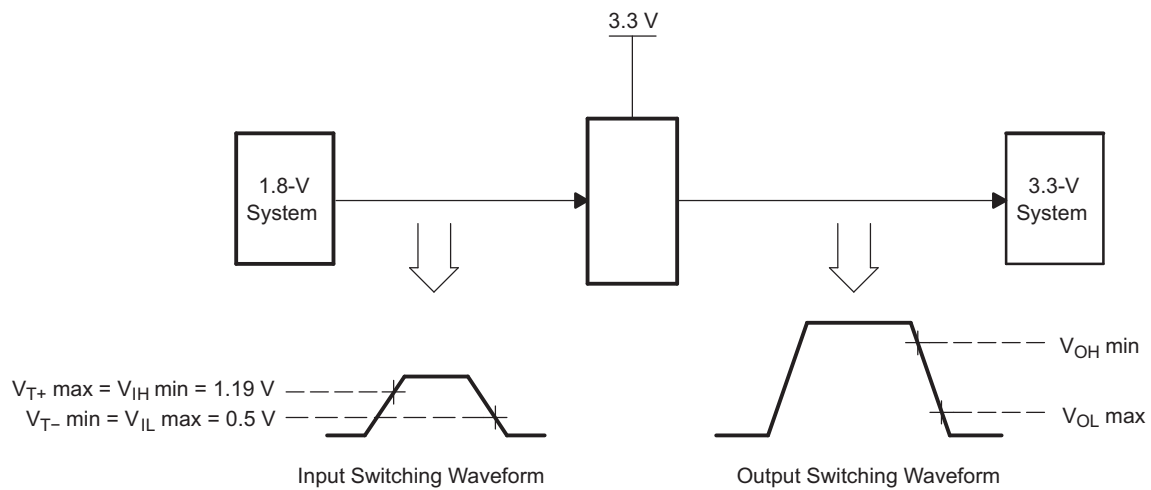 3.3 V
1.8-V
System
3.3-V
System
V_T+ max = V_IH min = 1.19 V
V_T− min = V_IL max = 0.5 V
V_OH min
V_OL max
Input Switching Waveform
Output Switching Waveform